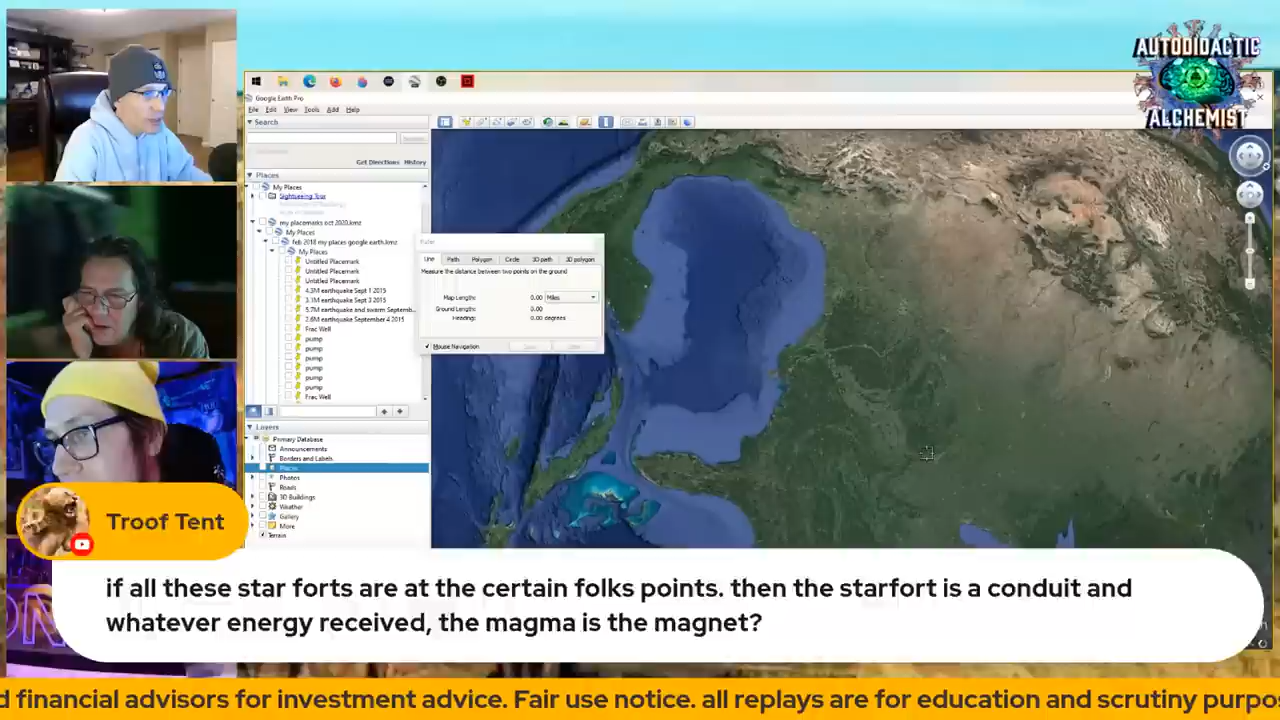 AUTODIDACTIC
ALCHEMIST
Google Earth Pro
File Edit View Tools Add Help
Search
Get Directions History
Places
My Places
Sightseeing Tour
my placemarks oct 2020.kmz
My Places
feb 2018 my places google earth.kmz
My Places
Untitled Placemark
Untitled Placemark
Untitled Placemark
4.3M earthquake Sept 1 2015
3.1M earthquake Sept 3 2015
5.7M earthquake and swarm Septemb...
2.6M earthquake September 4 2015
Frac Well
pump
pump
pump
pump
pump
pump
Frac Well
Ruler
Line Path Polygon Circle 3D path 3D polygon
Measure the distance between two points on the ground
Map Length: 0.00 Miles
Ground Length: 0.00
Heading: 0.00 degrees
Mouse Navigation
Layers
Primary Database
Announcements
Borders and Labels
Places
Photos
Roads
3D Buildings
Weather
Gallery
More
Terrain
Troof Tent
if all these star forts are at the certain folks points. then the starfort is a conduit and
whatever energy received, the magma is the magnet?
d financial advisors for investment advice. Fair use notice. all replays are for education and scrutiny purpo